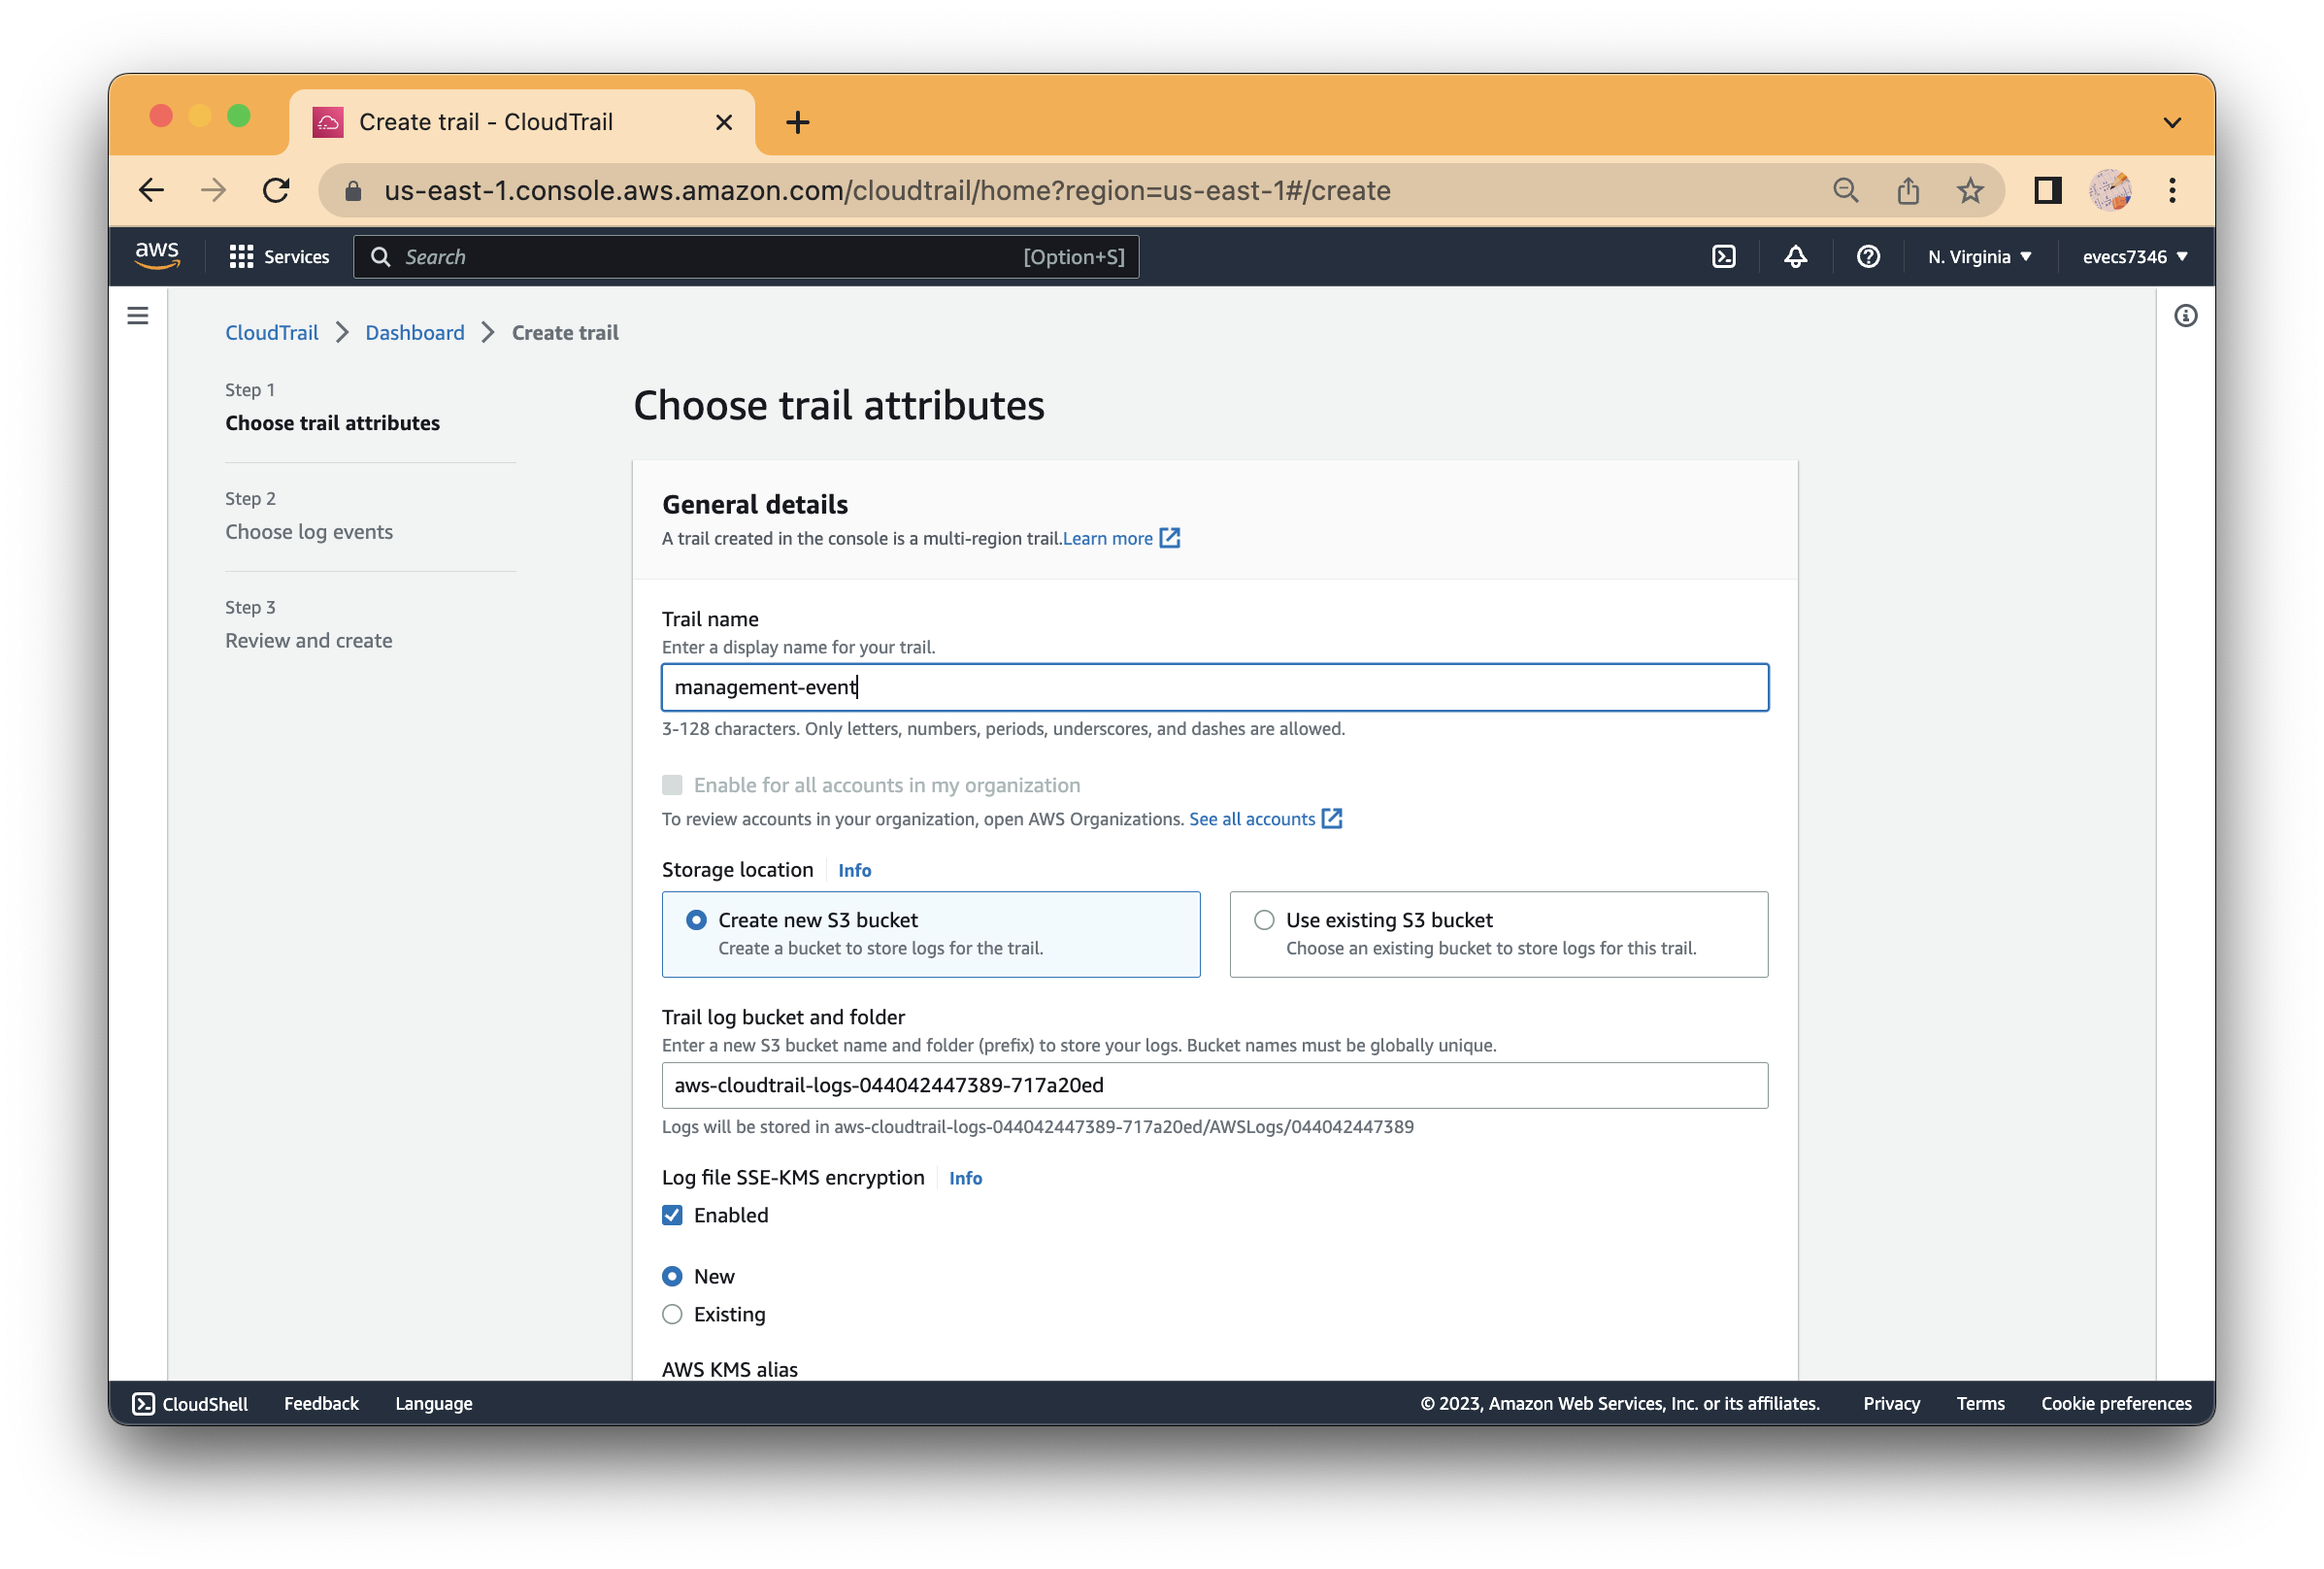 Create trail - CloudTrail
us-east-1.console.aws.amazon.com/cloudtrail/home?region=us-east-1#/create
aws
Services
Search
[Option+S]
N. Virginia
evecs7346
CloudTrail
Dashboard
Create trail
Step 1
Choose trail attributes
Step 2
Choose log events
Step 3
Review and create
Choose trail attributes
General details
A trail created in the console is a multi-region trail.Learn more
Trail name
Enter a display name for your trail.
management-event
3-128 characters. Only letters, numbers, periods, underscores, and dashes are allowed.
Enable for all accounts in my organization
To review accounts in your organization, open AWS Organizations. See all accounts
Storage location
Info
Create new S3 bucket
Create a bucket to store logs for the trail.
Use existing S3 bucket
Choose an existing bucket to store logs for this trail.
Trail log bucket and folder
Enter a new S3 bucket name and folder (prefix) to store your logs. Bucket names must be globally unique.
aws-cloudtrail-logs-044042447389-717a20ed
Logs will be stored in aws-cloudtrail-logs-044042447389-717a20ed/AWSLogs/044042447389
Log file SSE-KMS encryption
Info
Enabled
New
Existing
AWS KMS alias
CloudShell
Feedback
Language
© 2023, Amazon Web Services, Inc. or its affiliates.
Privacy
Terms
Cookie preferences